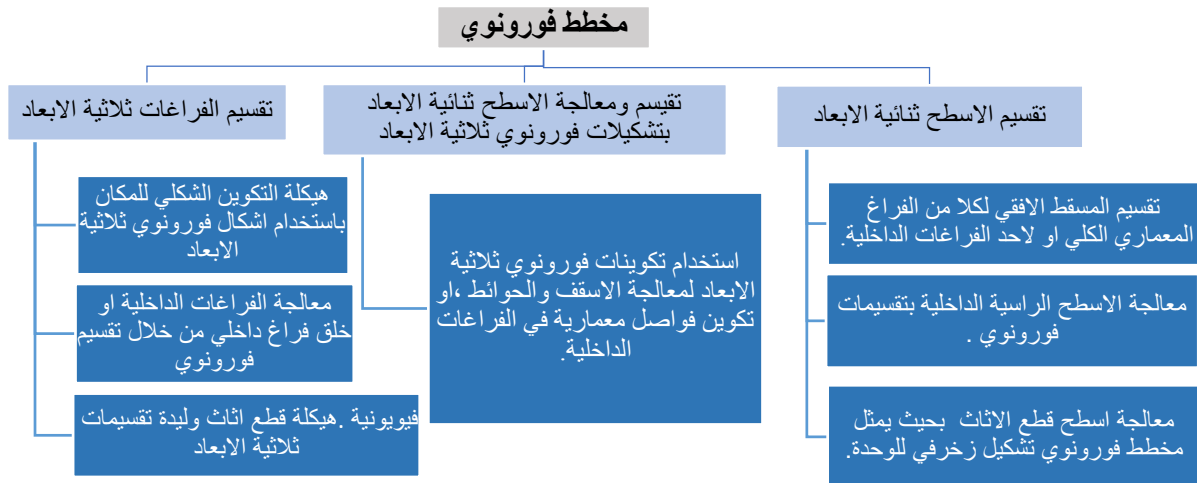 مخطط فورونوي
تقسيم الاسطح ثنائية الابعاد
تقيسم ومعالجة الاسطح ثنائية الابعاد
بتشكيلات فورونوي ثلاثية الابعاد
تقسيم الفراغات ثلاثية الابعاد
تقسيم المسقط الافقي لكلا من الفراغ
المعماري الكلي او لاحد الفراغات الداخلية.
معالجة الاسطح الراسية الداخلية بتقسيمات
فورونوي .
معالجة اسطح قطع الاثاث بحيث يمثل
مخطط فورونوي تشكيل زخرفي للوحدة.
استخدام تكوينات فورونوي ثلاثية
الابعاد لمعالجة الاسقف والحوائط ،او
تكوين فواصل معمارية في الفراغات
الداخلية.
هيكلة التكوين الشكلي للمكان
باستخدام اشكال فورونوي ثلاثية
الابعاد
معالجة الفراغات الداخلية او
خلق فراغ داخلي من خلال تقسيم
فورونوي
هيكلة قطع اثاث وليدة تقسيمات .فيويونية
ثلاثية الابعاد